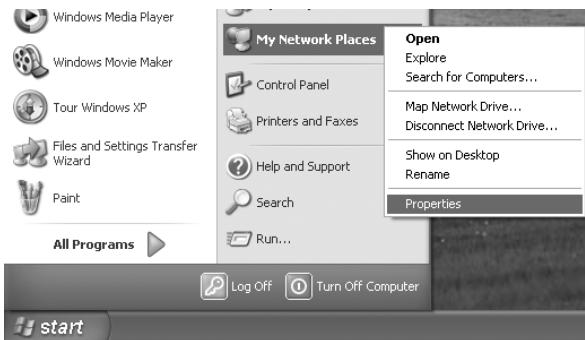 Windows Media Player
Windows Movie Maker
Tour Windows XP
Files and Settings Transfer
Wizard
Paint
All Programs
My Network Places
Control Panel
Printers and Faxes
Help and Support
Search
Run...
Open
Explore
Search for Computers...
Map Network Drive...
Disconnect Network Drive...
Show on Desktop
Rename
Properties
Log Off
Turn Off Computer
start